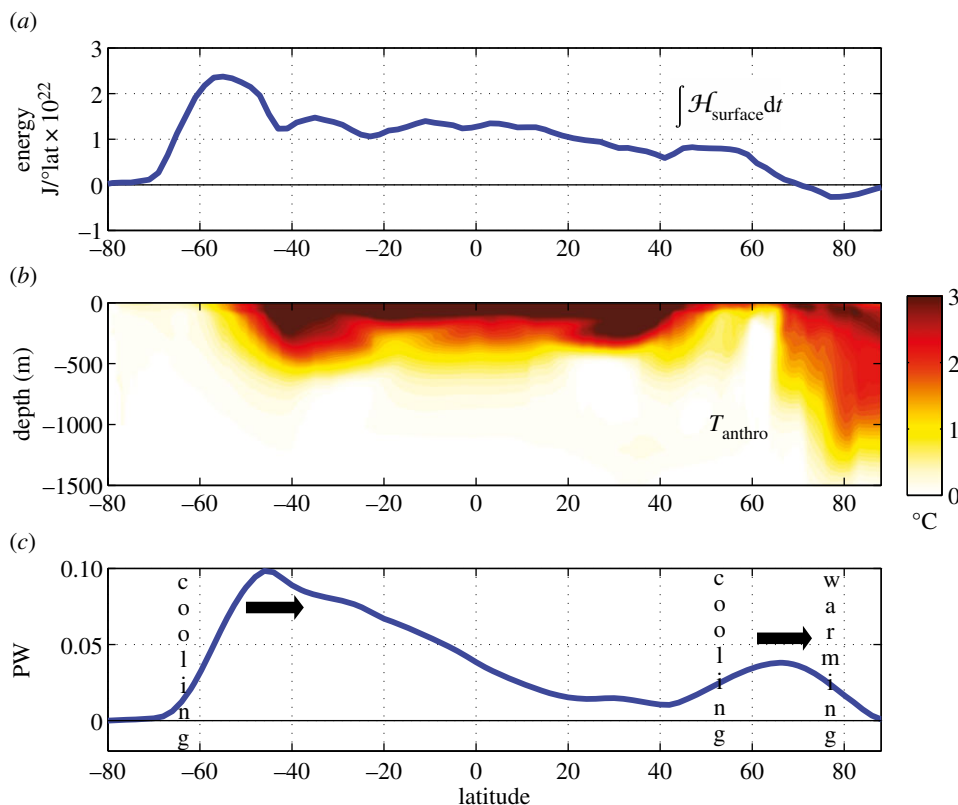 (a)
energy
J/°lat × 10²²
3
2
1
0
−1
∫ ℋsurface dt
−80 −60 −40 −20 0 20 40 60 80
(b)
depth (m)
0
−500
−1000
−1500
Tanthro
−80 −60 −40 −20 0 20 40 60 80
3
2
1
0
°C
(c)
PW
0.10
0.05
0
cooling
cooling
warming
−80 −60 −40 −20 0 20 40 60 80
latitude